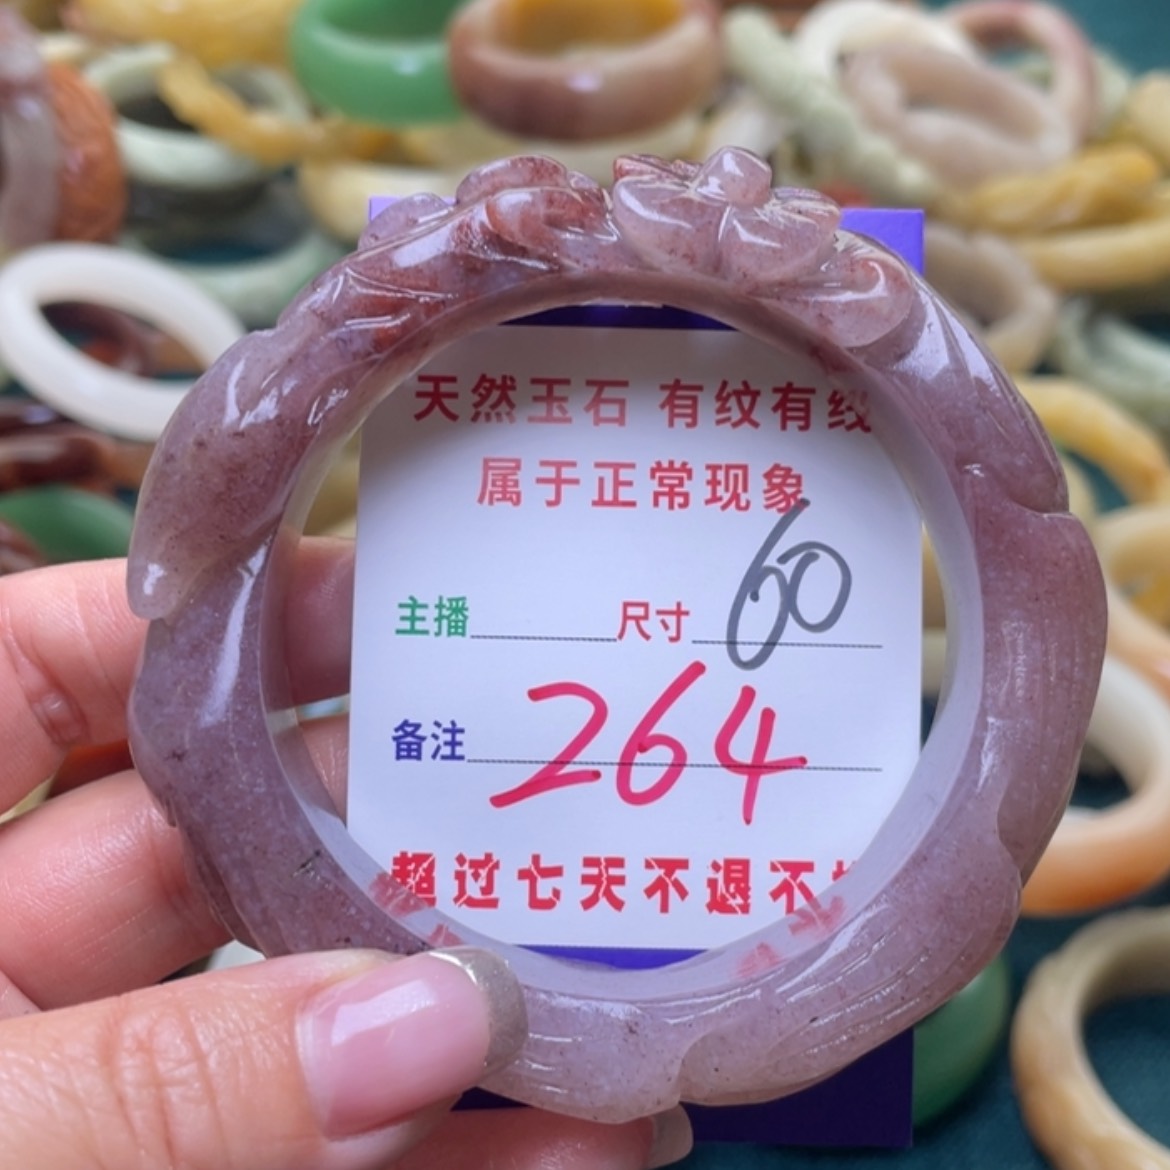 天然玉石 有纹有线
属于正常现象
主播 尺寸 60
备注 264
超过七天不退不